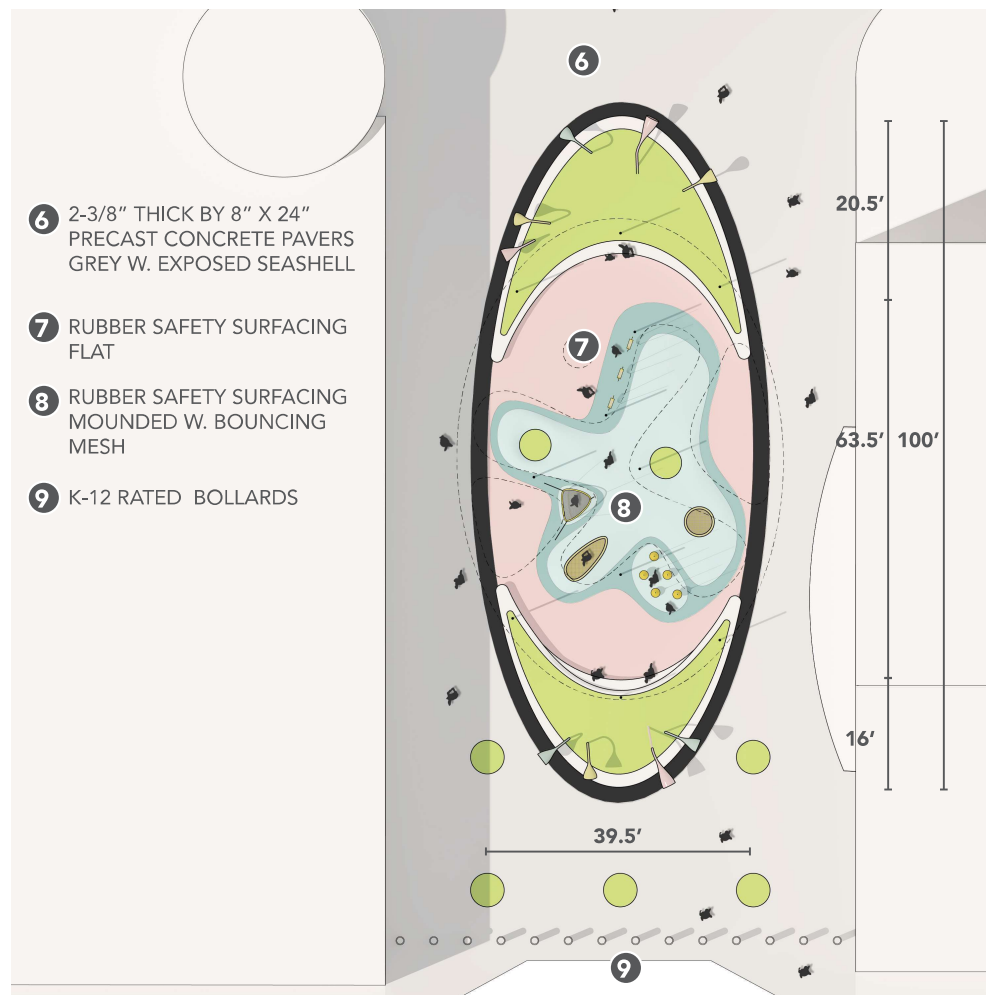 6
20.5’
6 2-3/8” THICK BY 8” X 24”
PRECAST CONCRETE PAVERS
GREY W. EXPOSED SEASHELL
7 RUBBER SAFETY SURFACING
FLAT
7
8 RUBBER SAFETY SURFACING
MOUNDED W. BOUNCING
MESH
63.5’ 100’
9 K-12 RATED BOLLARDS
8
16’
39.5’
9